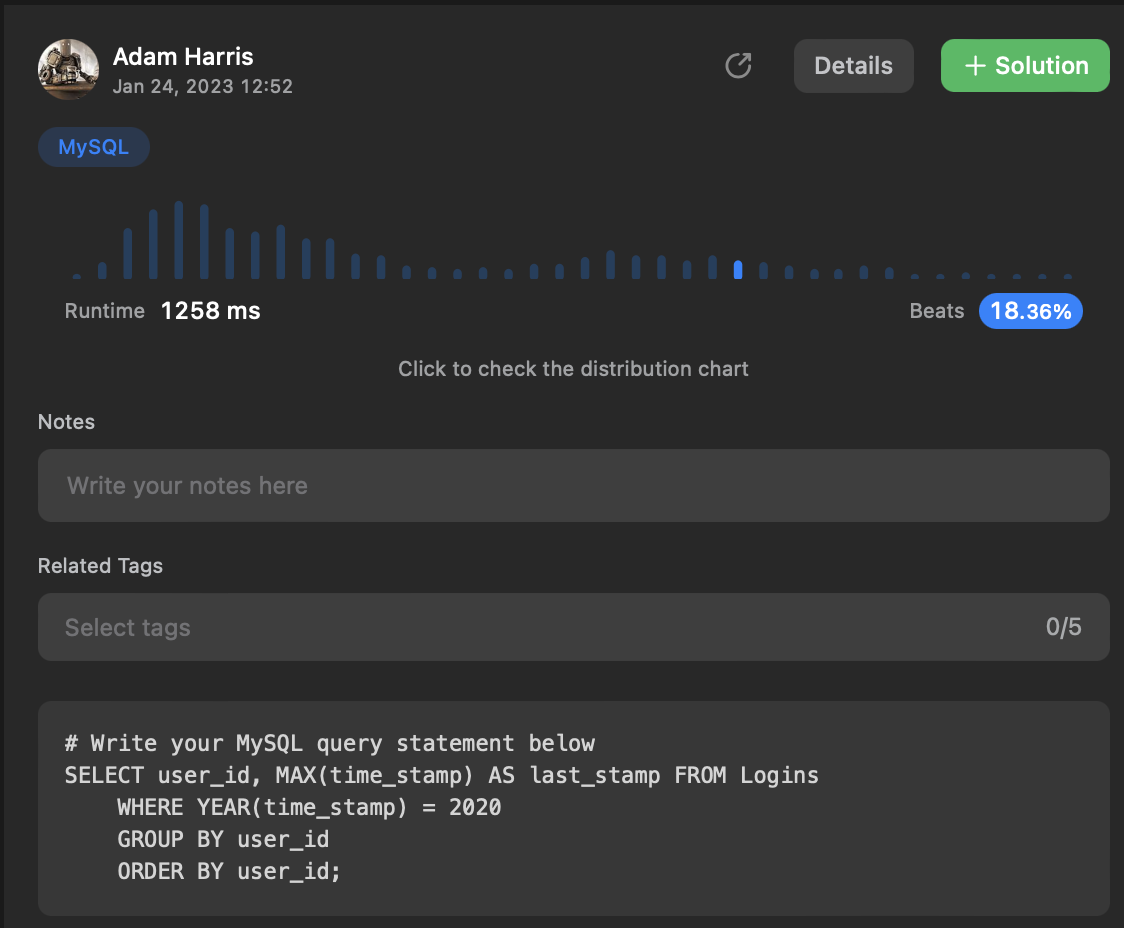 Adam Harris
Jan 24, 2023 12:52
Details
+ Solution
MySQL
Runtime 1258 ms
Beats 18.36%
Click to check the distribution chart
Notes
Write your notes here
Related Tags
Select tags
0/5
# Write your MySQL query statement below
SELECT user_id, MAX(time_stamp) AS last_stamp FROM Logins
    WHERE YEAR(time_stamp) = 2020
    GROUP BY user_id
    ORDER BY user_id;